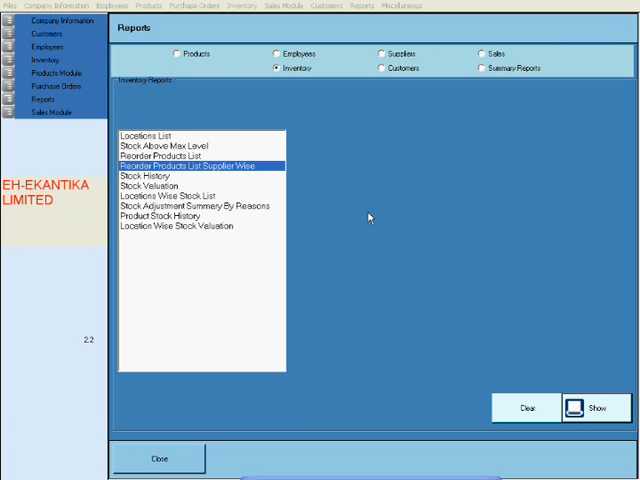 Files Company Information Employees Products Purchase Orders Inventory Sales Module Customers Reports Miscellaneous
Company Information
Customers
Employees
Inventory
Products Module
Purchase Orders
Reports
Sales Module
EH-EKANTIKA
LIMITED
2.2
Reports
Products Employees Suppliers Sales
Inventory Customers Summary Reports
Inventory Reports
Locations List
Stock Above Max Level
Reorder Products List
Reorder Products List Supplier Wise
Stock History
Stock Valuation
Locations Wise Stock List
Stock Adjustment Summery By Reasons
Product Stock History
Location Wise Stock Valuation
Clear Show
Close